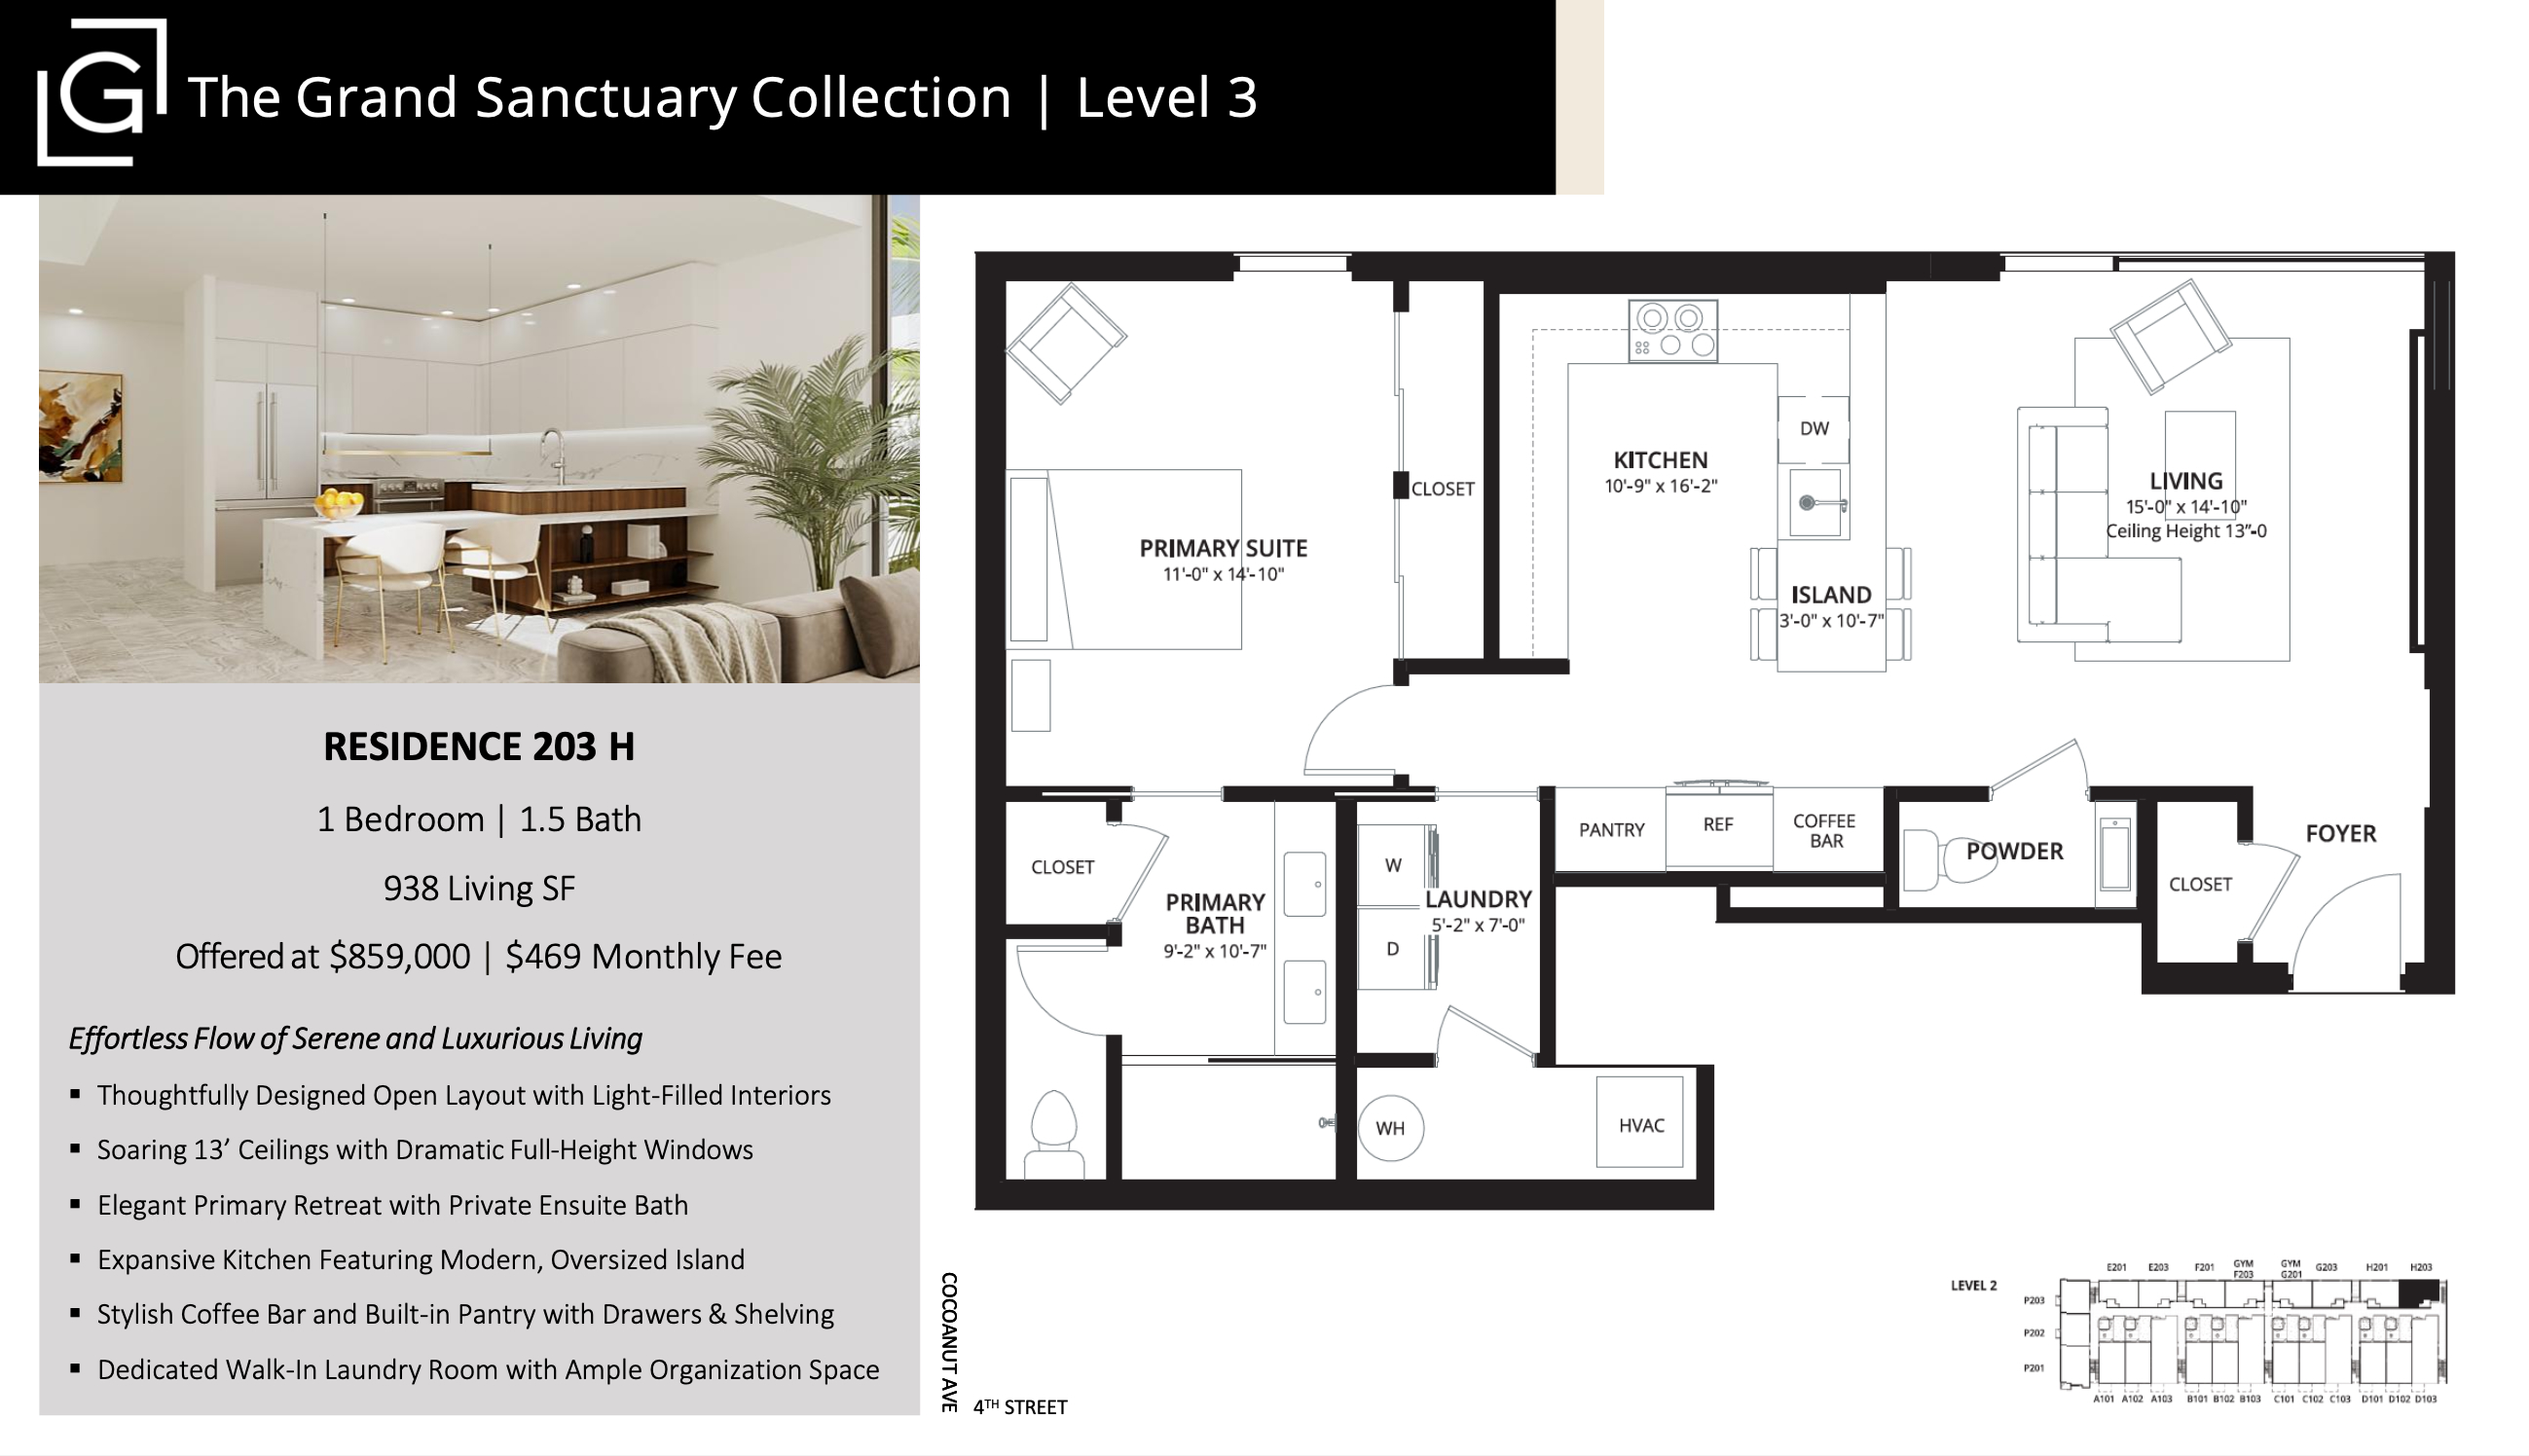 G
The Grand Sanctuary Collection | Level 3
RESIDENCE 203 H
1 Bedroom | 1.5 Bath
938 Living SF
Offered at $859,000 | $469 Monthly Fee
Effortless Flow of Serene and Luxurious Living
▪ Thoughtfully Designed Open Layout with Light-Filled Interiors
▪ Soaring 13’ Ceilings with Dramatic Full-Height Windows
▪ Elegant Primary Retreat with Private Ensuite Bath
▪ Expansive Kitchen Featuring Modern, Oversized Island
▪ Stylish Coffee Bar and Built-in Pantry with Drawers & Shelving
▪ Dedicated Walk-In Laundry Room with Ample Organization Space
PRIMARY SUITE
11'-0" x 14'-10"
CLOSET
KITCHEN
10'-9" x 16'-2"
DW
ISLAND
3'-0" x 10'-7"
LIVING
15'-0" x 14'-10"
Ceiling Height 13”-0
CLOSET
PRIMARY
BATH
9'-2" x 10'-7"
W
D
LAUNDRY
5'-2" x 7'-0"
PANTRY
REF
COFFEE
BAR
POWDER
CLOSET
FOYER
WH
HVAC
COCOANUT AVE
4TH STREET
LEVEL 2
E201
E203
F201
GYM
F203
GYM
G201
G203
H201
H203
P203
P202
P201
A101 A102 A103 B101 B102 B103 C101 C102 C103 D101 D102 D103